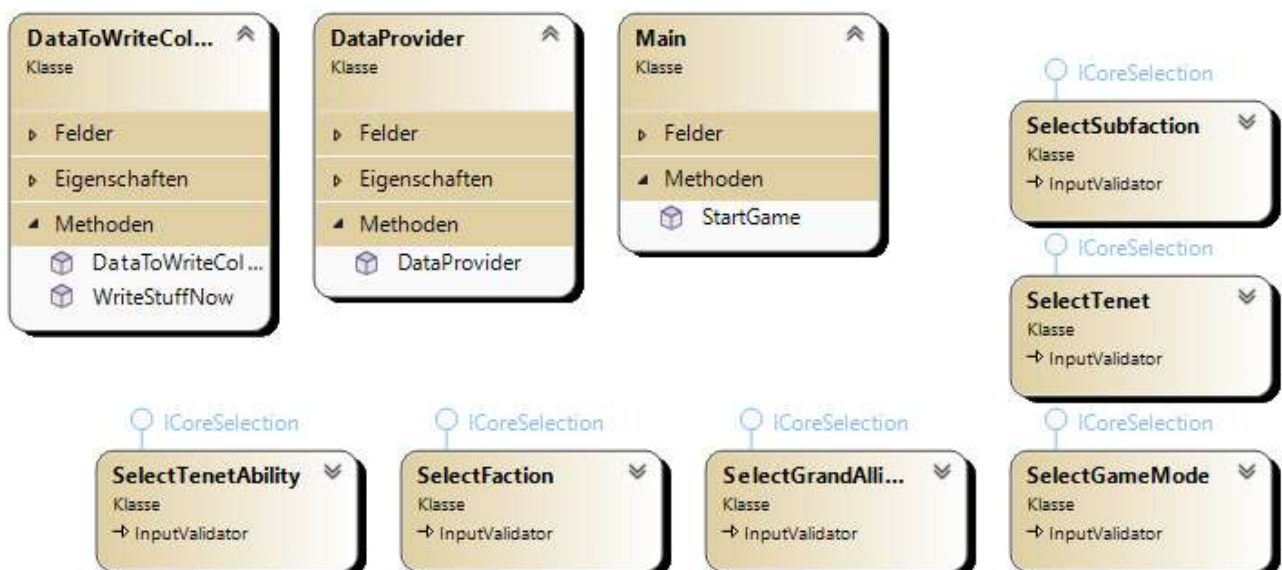 DataToWriteCol...
Klasse
Felder
Eigenschaften
Methoden
DataToWriteCol...
WriteStuffNow
DataProvider
Klasse
Felder
Eigenschaften
Methoden
DataProvider
Main
Klasse
Felder
Methoden
StartGame
ICoreSelection
SelectSubfaction
Klasse
InputValidator
ICoreSelection
SelectTenet
Klasse
InputValidator
ICoreSelection
SelectTenetAbility
Klasse
InputValidator
ICoreSelection
SelectFaction
Klasse
InputValidator
ICoreSelection
SelectGrandAlli...
Klasse
InputValidator
ICoreSelection
SelectGameMode
Klasse
InputValidator